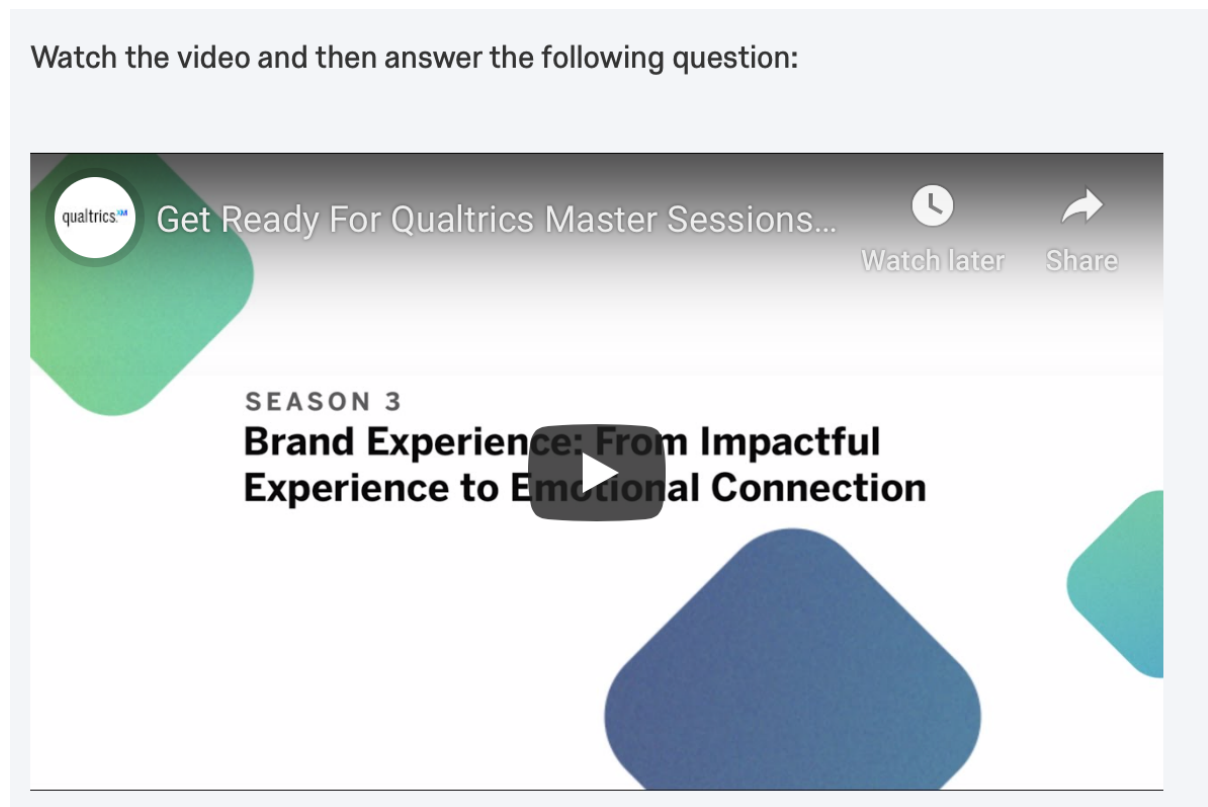 Watch the video and then answer the following question:
qualtrics.XM
Get Ready For Qualtrics Master Sessions...
Watch later
Share
SEASON 3
Brand Experience: From Impactful
Experience to Emotional Connection